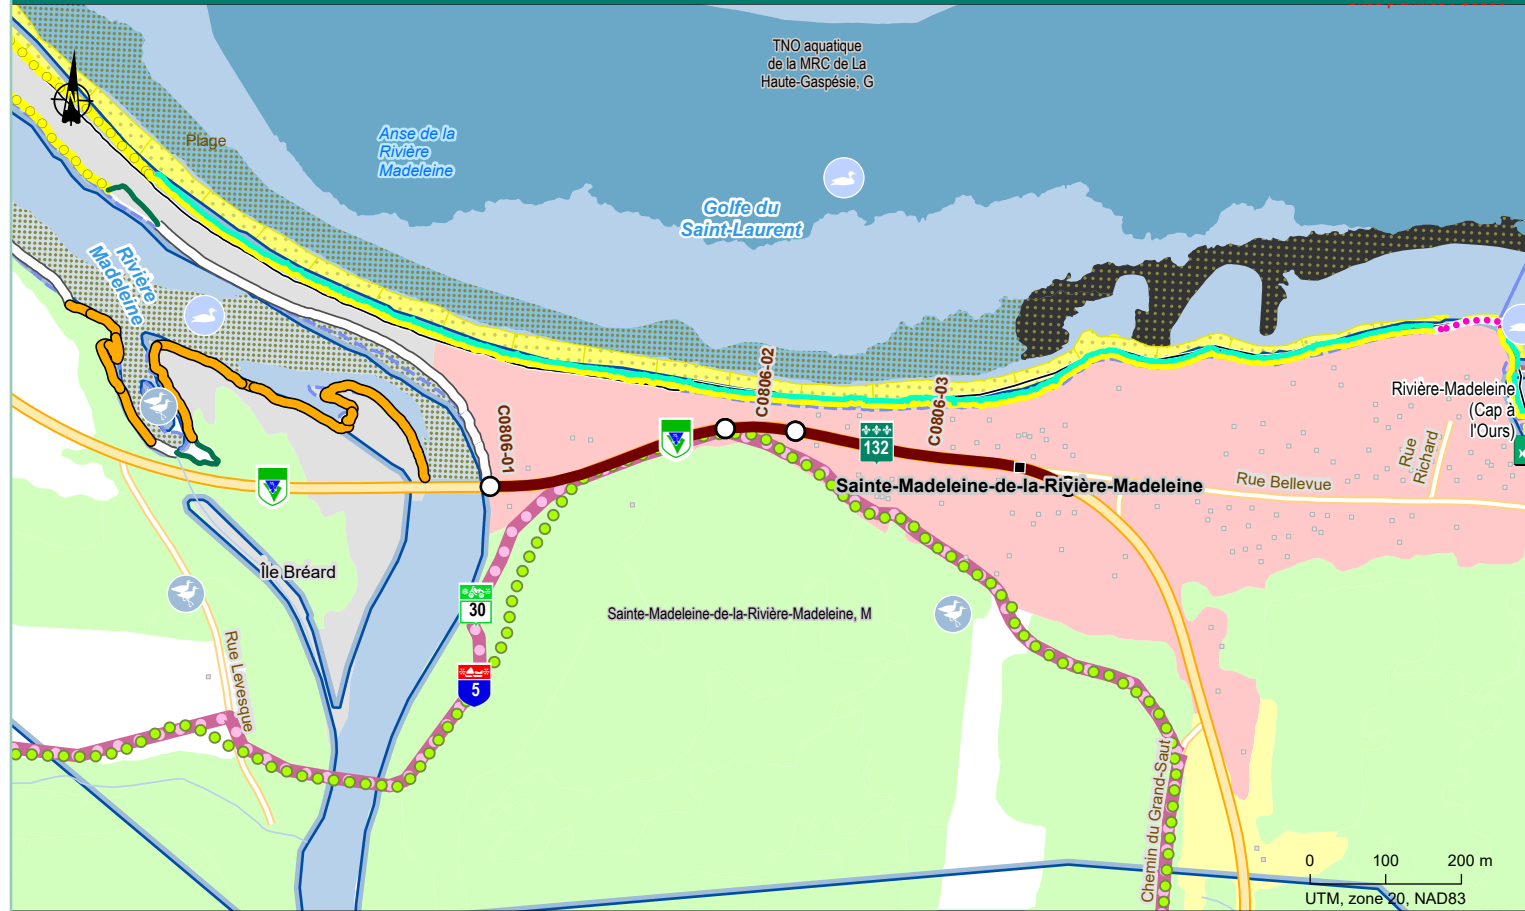 TNO aquatique
de la MRC de La
Haute-Gaspésie, G
Plage
Anse de la
Rivière
Madeleine
Golfe du
Saint-Laurent
Rivière
Madeleine
C0806-01
C0806-02
C0806-03
132
Rivière-Madeleine
(Cap à
l'Ours)
Rue
Richard
Rue Bellevue
Sainte-Madeleine-de-la-Rivière-Madeleine
Île Bréard
30
Sainte-Madeleine-de-la-Rivière-Madeleine, M
5
Rue Levesque
Chemin du Grand-Saut
0 100 200 m
UTM, zone 20, NAD83